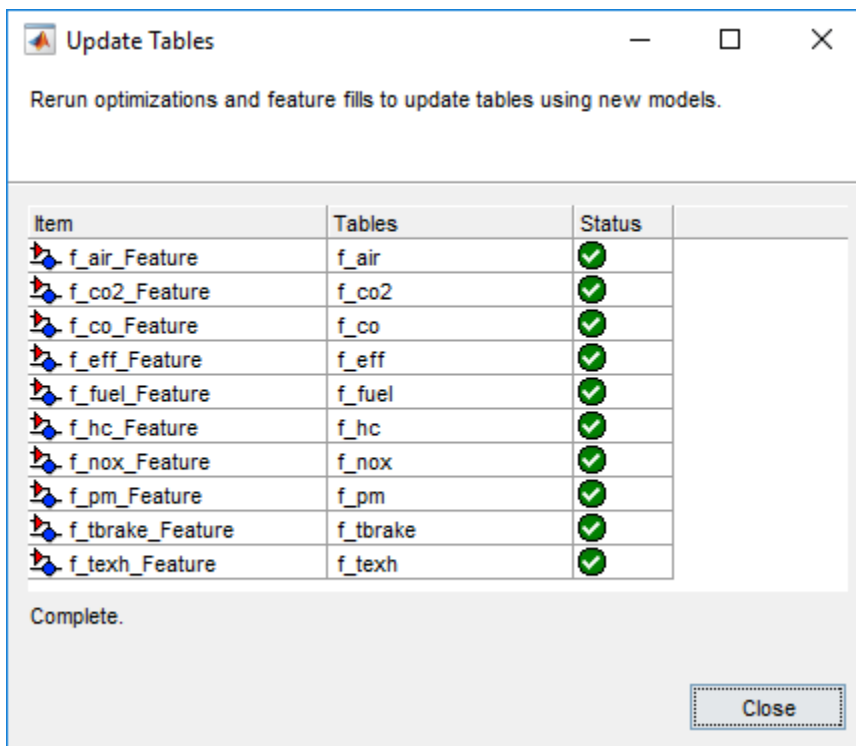 Update Tables
Rerun optimizations and feature fills to update tables using new models.
Item Tables Status
f_air_Feature f_air
f_co2_Feature f_co2
f_co_Feature f_co
f_eff_Feature f_eff
f_fuel_Feature f_fuel
f_hc_Feature f_hc
f_nox_Feature f_nox
f_pm_Feature f_pm
f_tbrake_Feature f_tbrake
f_texh_Feature f_texh
Complete.
Close